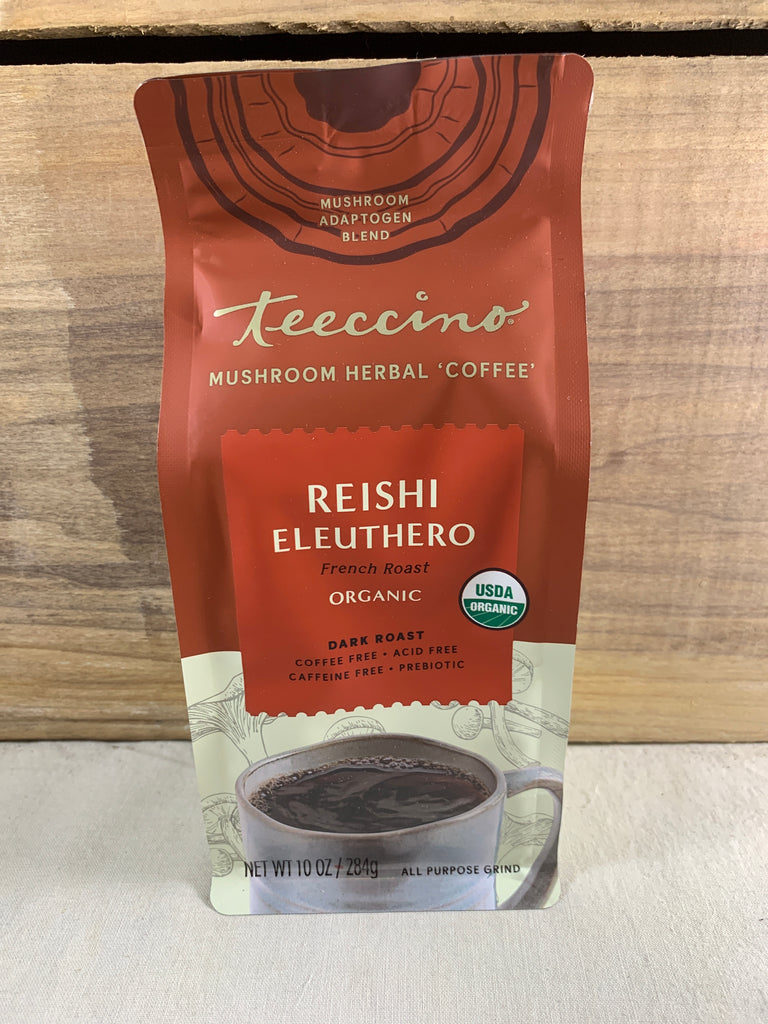 MUSHROOM
ADAPTOGEN
BLEND
teeccino®
MUSHROOM HERBAL ‘COFFEE’
REISHI
ELEUTHERO
French Roast
ORGANIC
USDA
ORGANIC
DARK ROAST
COFFEE FREE • ACID FREE
CAFFEINE FREE • PREBIOTIC
NET WT 10 OZ / 284g
ALL PURPOSE GRIND